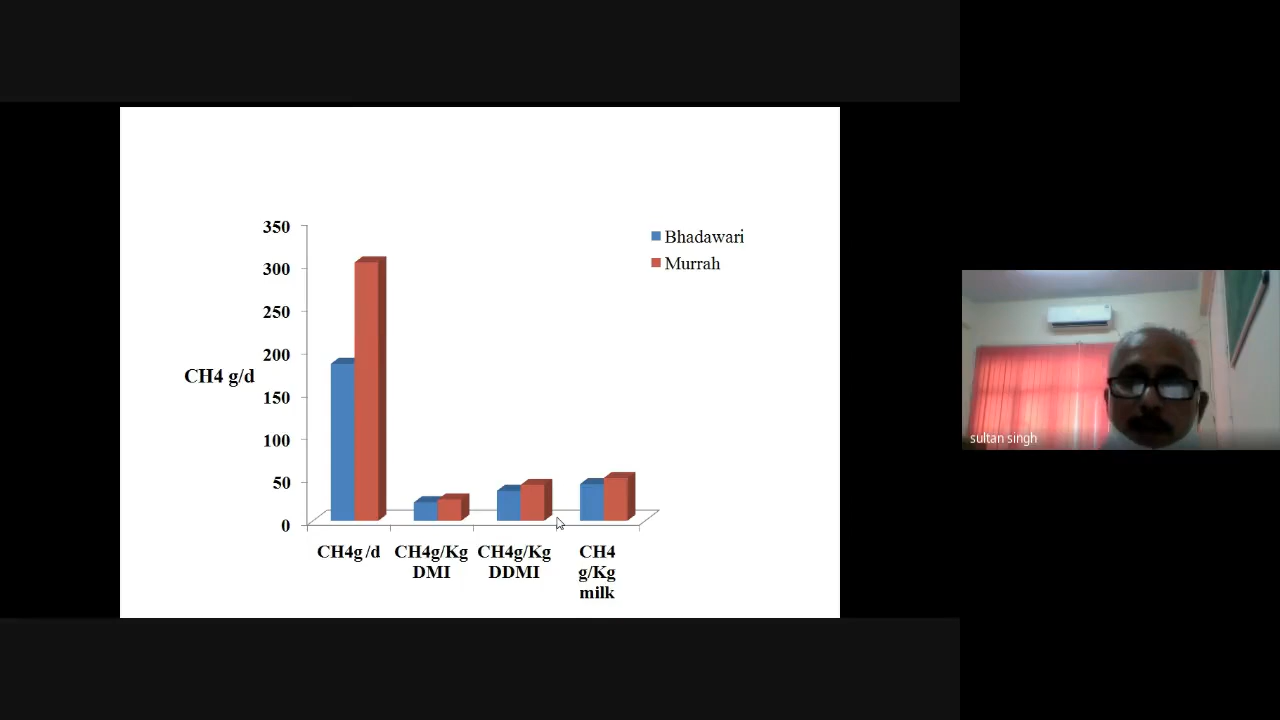 350
300
250
200
150
100
50
0
CH4 g/d
Bhadawari
Murrah
CH4g /d
CH4g/Kg
DMI
CH4g/Kg
DDMI
CH4
g/Kg
milk
sultan singh